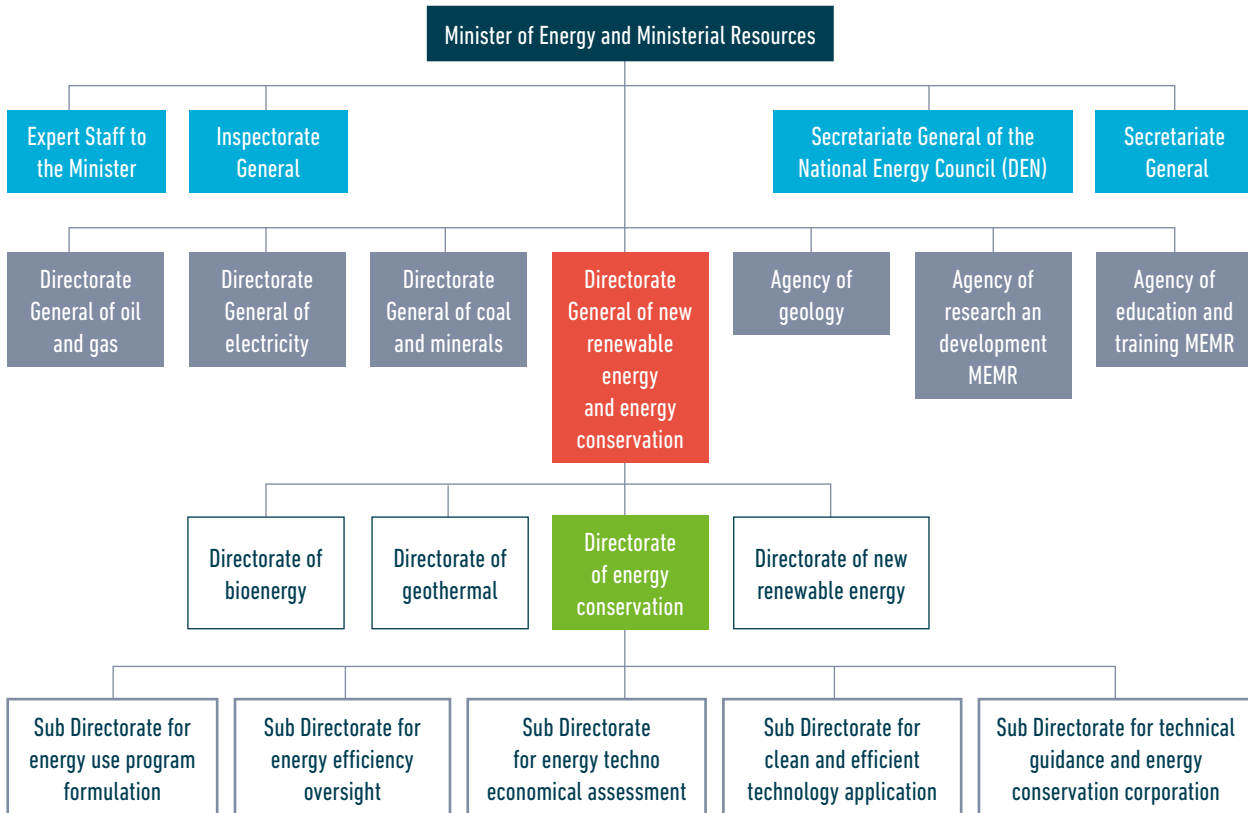 Minister of Energy and Ministerial Resources
Expert Staff to
the Minister
Inspectorate
General
Secretariate General of the
National Energy Council (DEN)
Secretariate
General
Directorate
General of oil
and gas
Directorate
General of
electricity
Directorate
General of coal
and minerals
Directorate
General of new
renewable
energy
and energy
conservation
Agency of
geology
Agency of
research an
development
MEMR
Agency of
education and
training MEMR
Directorate of
bioenergy
Directorate of
geothermal
Directorate
of energy
conservation
Directorate of new
renewable energy
Sub Directorate for
energy use program
formulation
Sub Directorate for
energy efficiency
oversight
Sub Directorate
for energy techno
economical assessment
Sub Directorate for
clean and efficient
technology application
Sub Directorate for technical
guidance and energy
conservation corporation